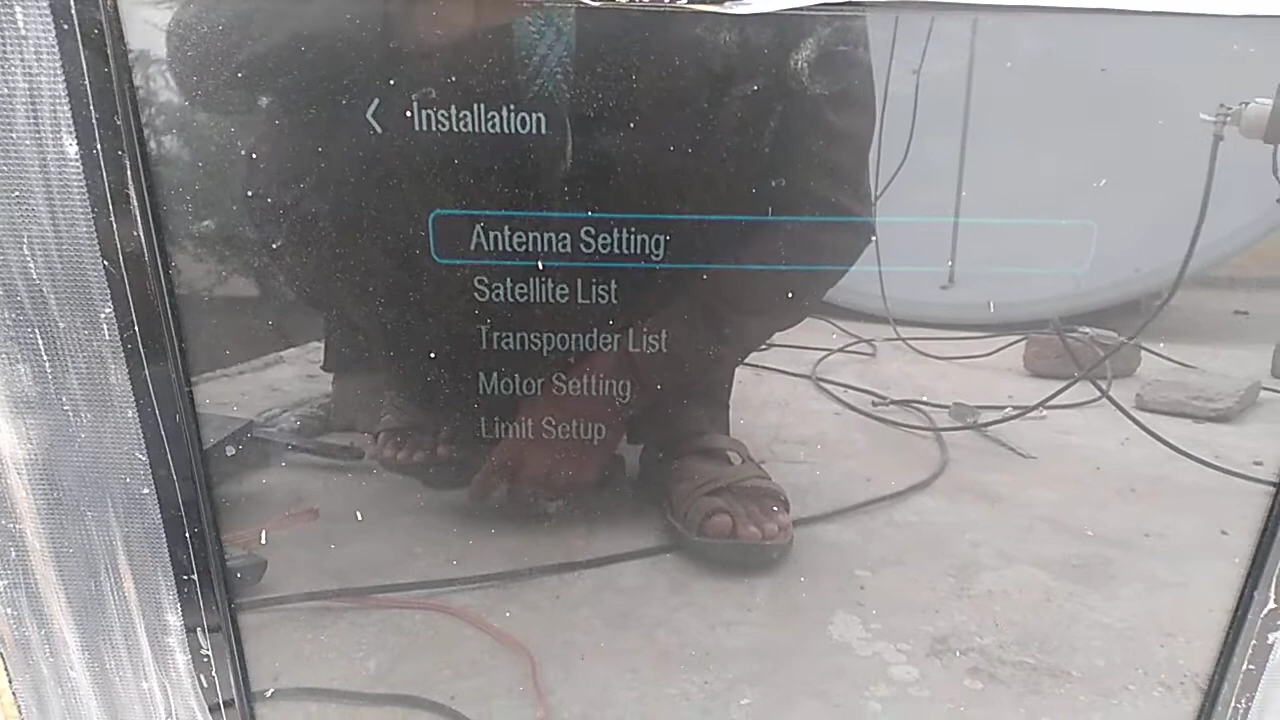 Installation
Antenna Setting
Satellite List
Transponder List
Motor Setting
Limit Setup